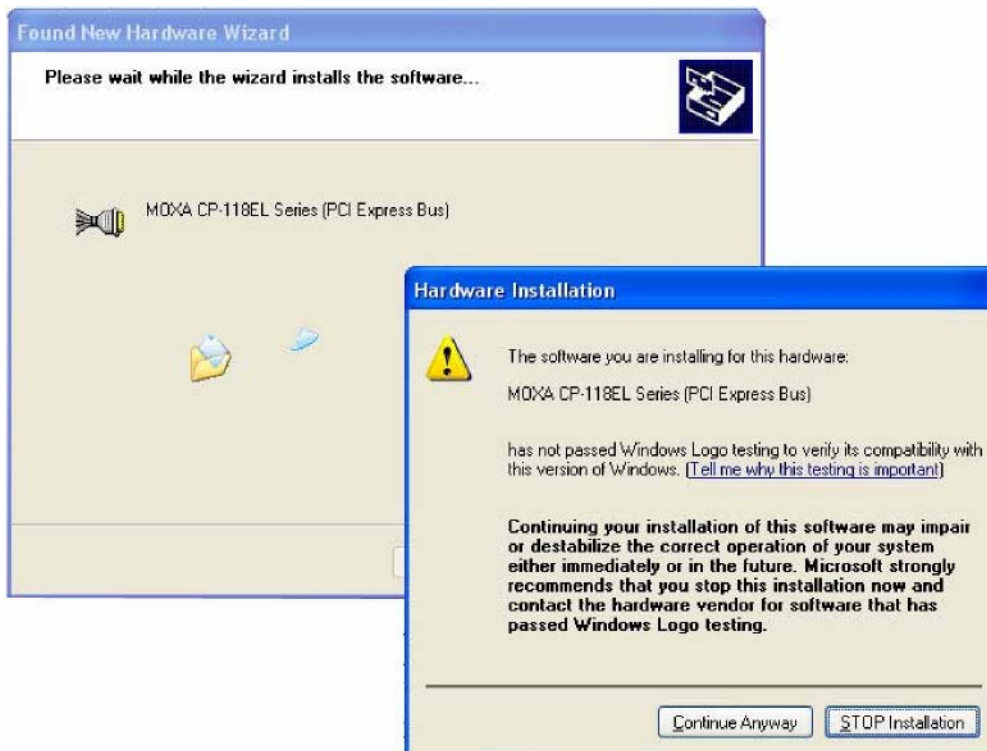 Found New Hardware Wizard
Please wait while the wizard installs the software...
MOXA CP-118EL Series (PCI Express Bus)
Hardware Installation
The software you are installing for this hardware:
MOXA CP-118EL Series (PCI Express Bus)
has not passed Windows Logo testing to verify its compatibility with
this version of Windows. (Tell me why this testing is important)
Continuing your installation of this software may impair
or destabilize the correct operation of your system
either immediately or in the future. Microsoft strongly
recommends that you stop this installation now and
contact the hardware vendor for software that has
passed Windows Logo testing.
Continue Anyway
STOP Installation